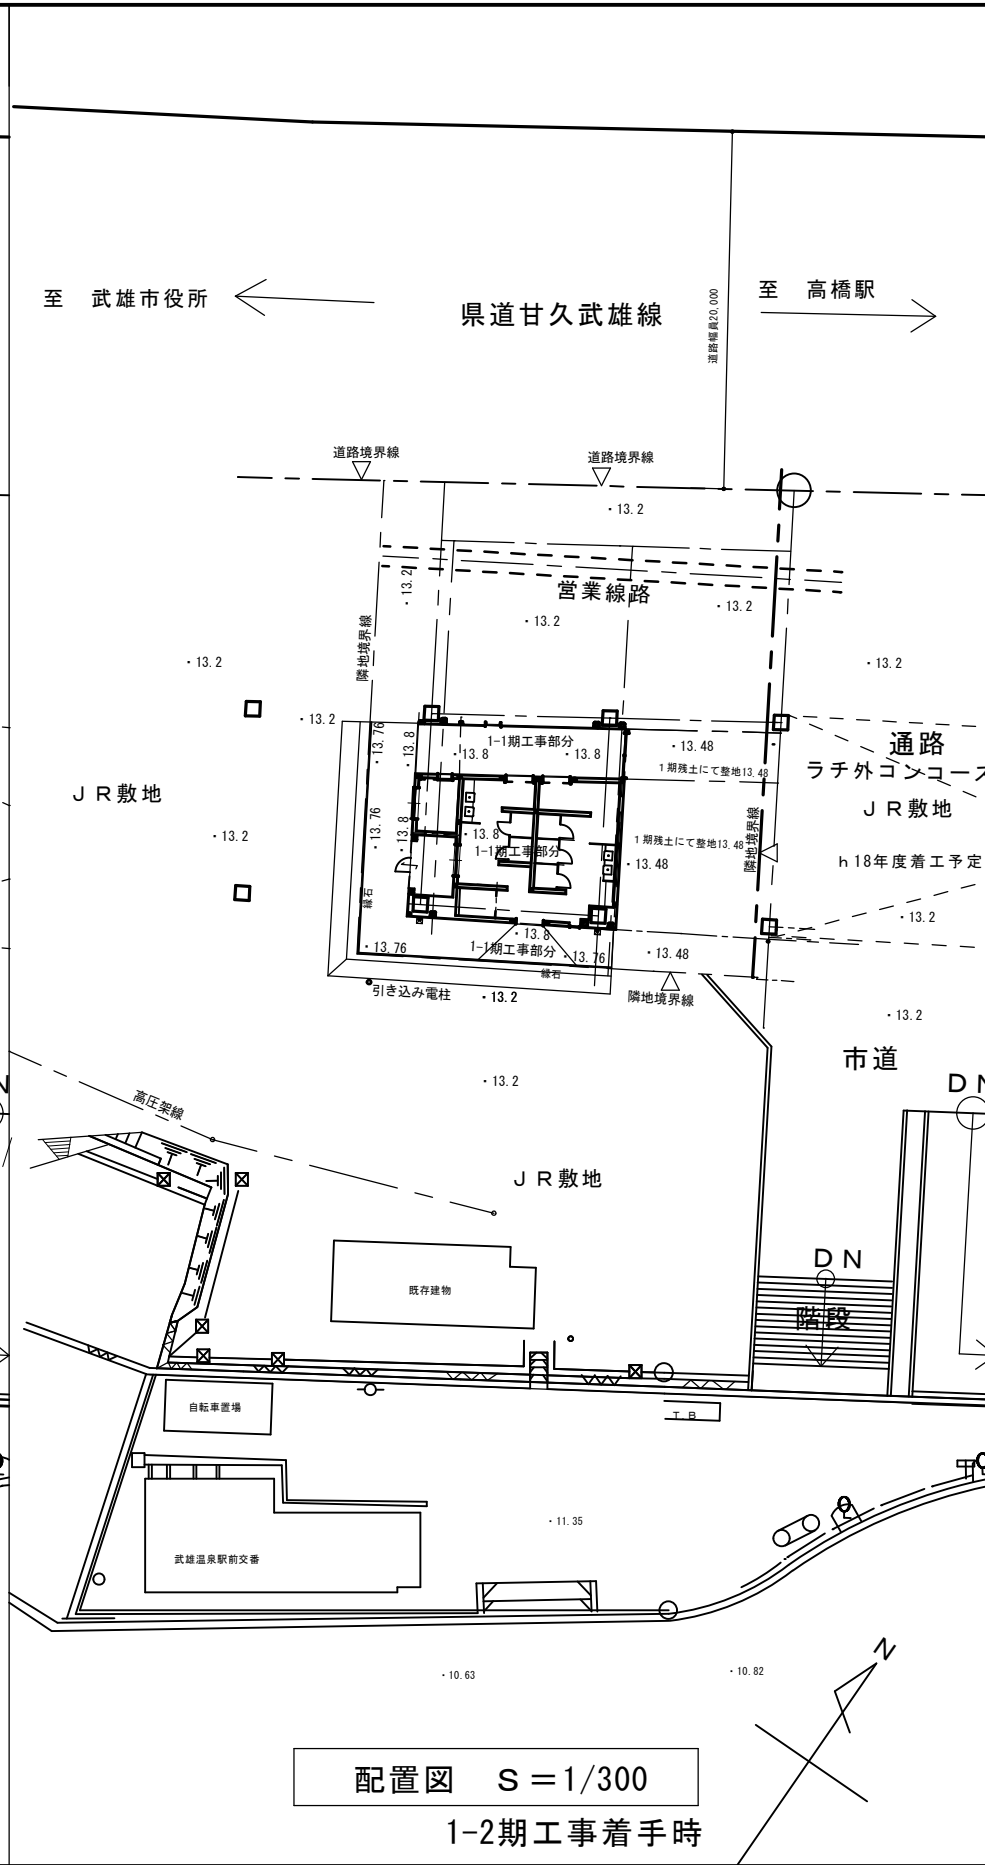 至　武雄市役所
県道甘久武雄線
道路幅員20,000
至　高橋駅
道路境界線
道路境界線
・13.2
・13.2
営業線路
・13.2
・13.2
隣地境界線
・13.2
・13.2
・13.2
・13.76
・13.8
1-1期工事部分
・13.8
・13.8
・13.48
通路
1期残土にて整地13.48
ラチ外コンコース
ＪＲ敷地
ＪＲ敷地
・13.76
・13.8
・13.8
1-1期工事部分
1期残土にて整地13.48
隣地境界線
・13.2
・13.48
h18年度着工予定
縁石
・13.2
・13.8
・13.76
1-1期工事部分
・13.76
・13.48
縁石
引き込み電柱
・13.2
隣地境界線
・13.2
市道
・13.2
ＤＮ
高圧架線
ＪＲ敷地
ＤＮ
既存建物
階段
自転車置場
ＴＢ
・11.35
武雄温泉駅前交番
N
・10.63
・10.82
配置図　Ｓ＝1/300
1-2期工事着手時